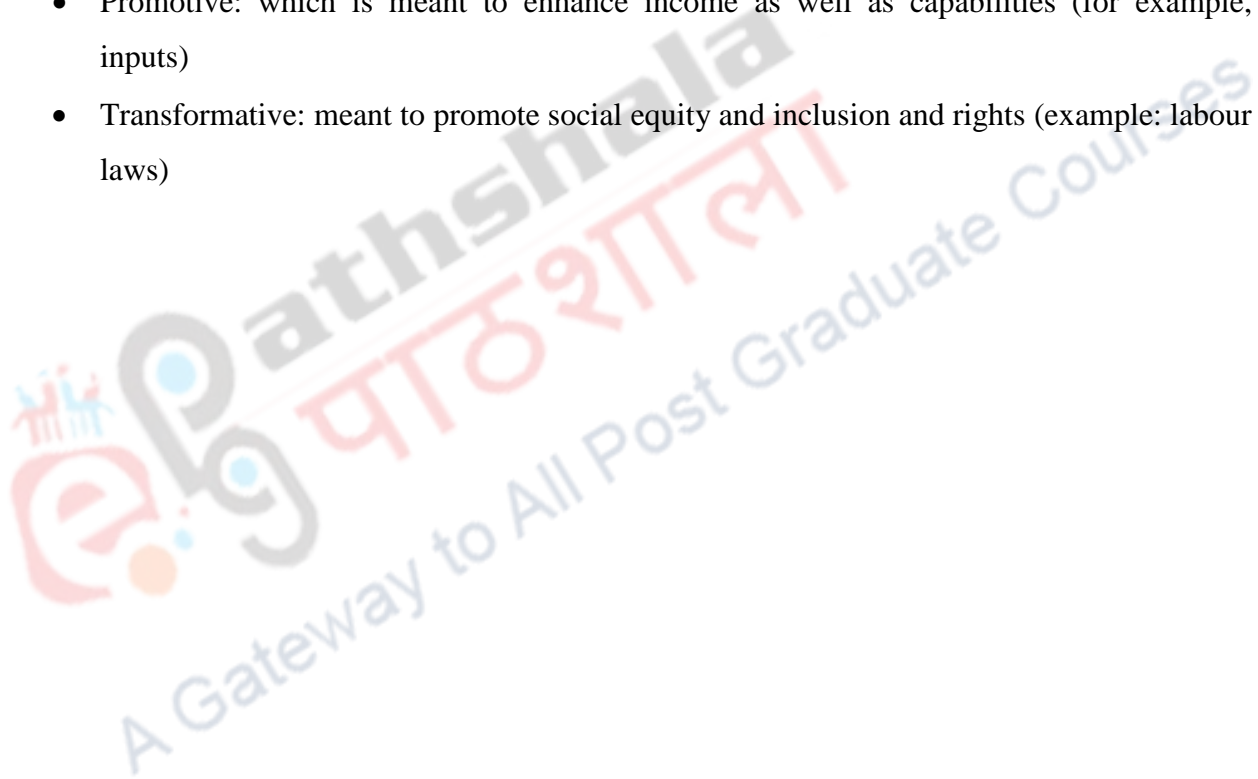 • Promotive: which is meant to enhance income as well as capabilities (for example,
inputs)
• Transformative: meant to promote social equity and inclusion and rights (example: labour
laws)
Pathshala
पाठशाला
A Gateway to All Post Graduate Courses